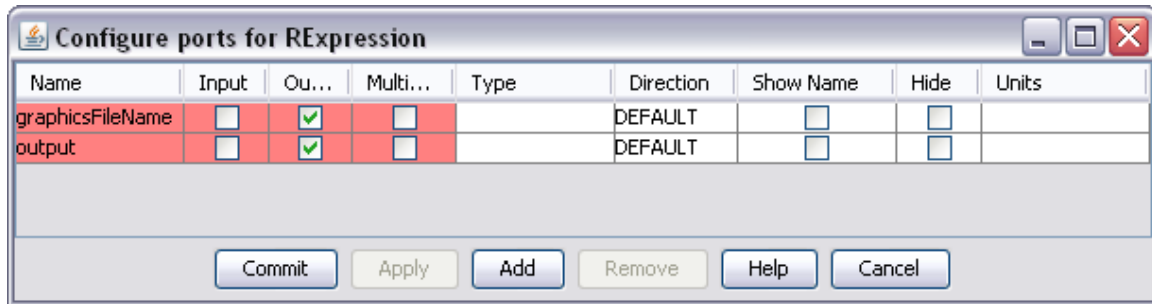 Configure ports for RExpression
Name Input Ou... Multi... Type Direction Show Name Hide Units
graphicsFileName DEFAULT
output DEFAULT
Commit Apply Add Remove Help Cancel